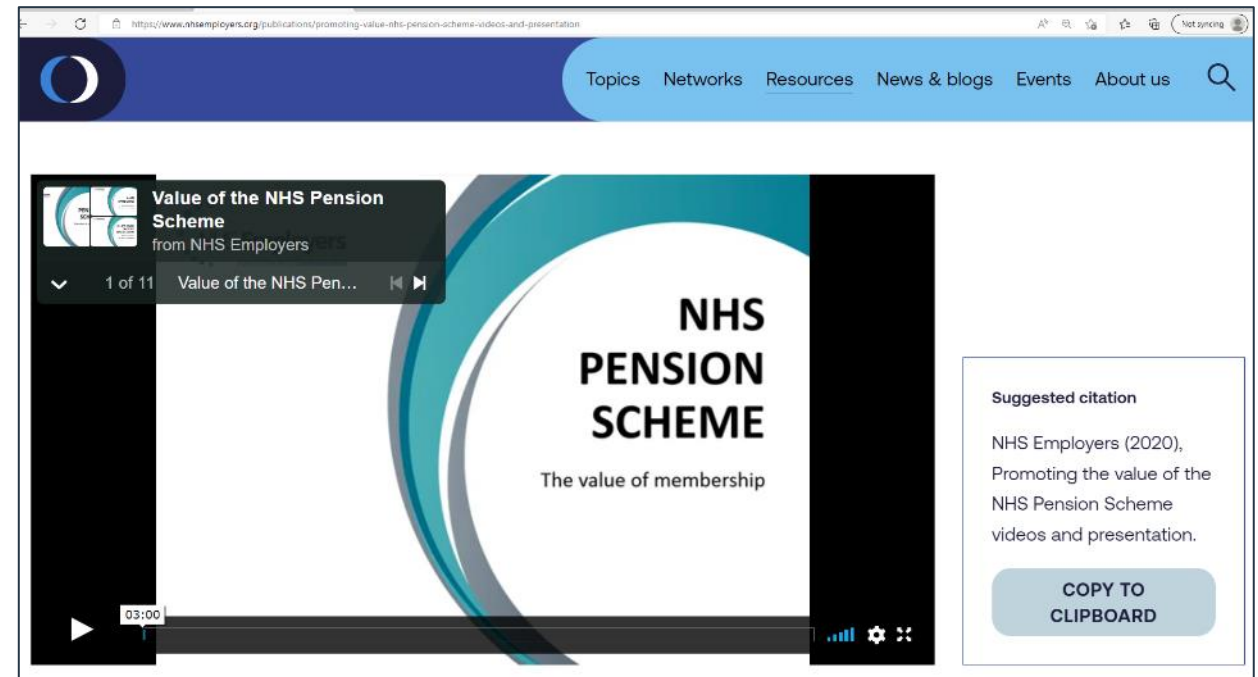 https://www.nhsemployers.org/publications/promoting-value-nhs-pension-scheme-videos-and-presentation
Not syncing
Topics Networks Resources News & blogs Events About us
Value of the NHS Pension
Scheme
from NHS Employers
1 of 11 Value of the NHS Pen...
NHS
PENSION
SCHEME
The value of membership
03:00
Suggested citation
NHS Employers (2020),
Promoting the value of the
NHS Pension Scheme
videos and presentation.
COPY TO
CLIPBOARD